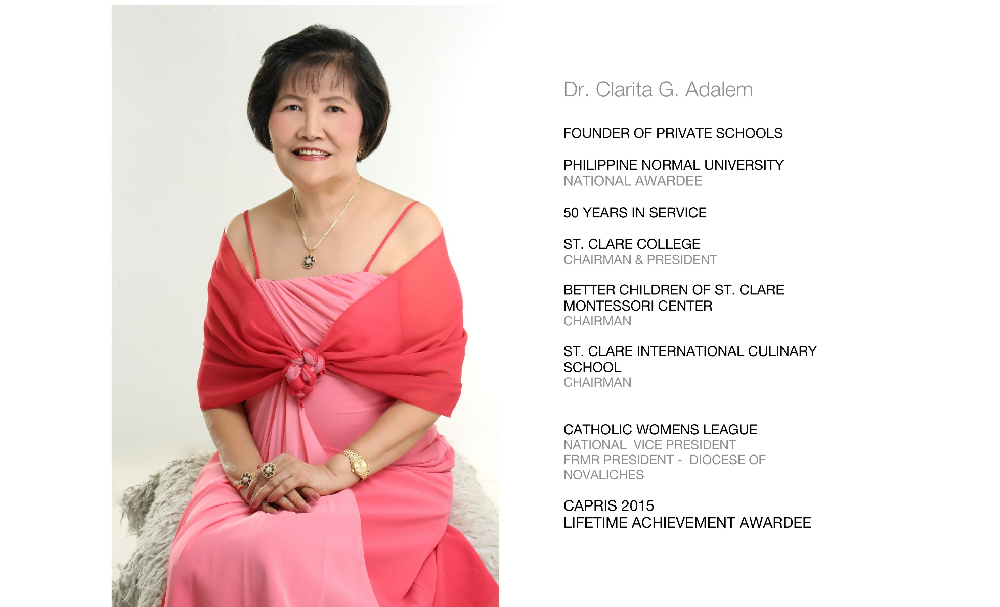 Dr. Clarita G. Adalem
FOUNDER OF PRIVATE SCHOOLS
PHILIPPINE NORMAL UNIVERSITY
NATIONAL AWARDEE
50 YEARS IN SERVICE
ST. CLARE COLLEGE
CHAIRMAN & PRESIDENT
BETTER CHILDREN OF ST. CLARE
MONTESSORI CENTER
CHAIRMAN
ST. CLARE INTERNATIONAL CULINARY
SCHOOL
CHAIRMAN
CATHOLIC WOMENS LEAGUE
NATIONAL  VICE PRESIDENT
FRMR PRESIDENT -  DIOCESE OF
NOVALICHES
CAPRIS 2015
LIFETIME ACHIEVEMENT AWARDEE